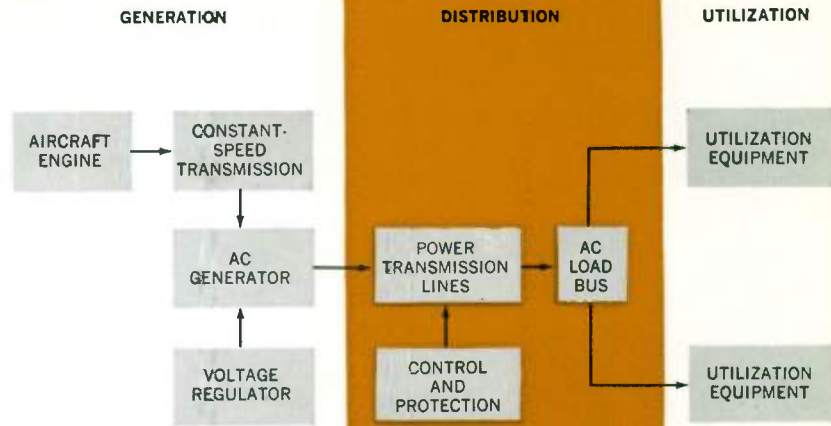 GENERATION
DISTRIBUTION
UTILIZATION
AIRCRAFT
ENGINE
CONSTANT-
SPEED
TRANSMISSION
UTILIZATION
EQUIPMENT
AC
GENERATOR
POWER
TRANSMISSION
LINES
AC
LOAD
BUS
VOLTAGE
REGULATOR
CONTROL
AND
PROTECTION
UTILIZATION
EQUIPMENT